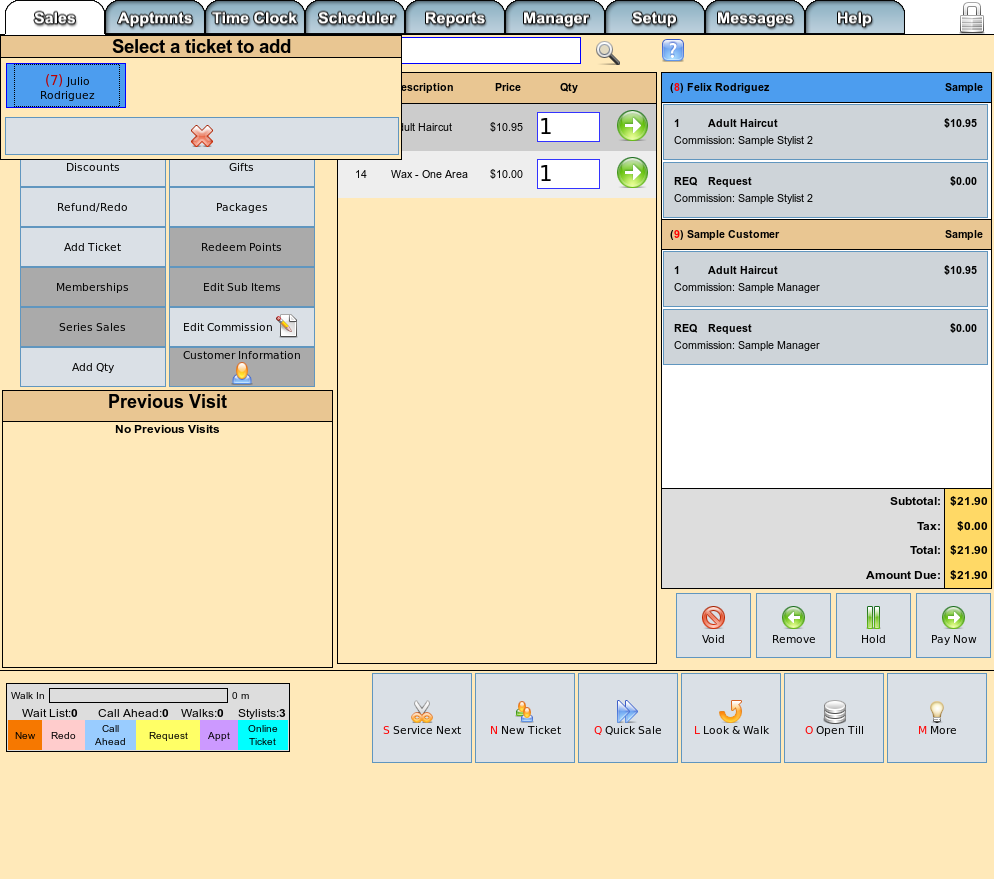 Sales Apptmnts Time Clock Scheduler Reports Manager Setup Messages Help
Select a ticket to add
(7) Julio
Rodriguez
Discounts Gifts
Refund/Redo Packages
Add Ticket Redeem Points
Memberships Edit Sub Items
Series Sales Edit Commission
Add Qty Customer Information
Previous Visit
No Previous Visits
?
escription Price Qty
dult Haircut $10.95 1
14 Wax - One Area $10.00 1
(8) Felix Rodriguez Sample
1 Adult Haircut $10.95
Commission: Sample Stylist 2
REQ Request $0.00
Commission: Sample Stylist 2
(9) Sample Customer Sample
1 Adult Haircut $10.95
Commission: Sample Manager
REQ Request $0.00
Commission: Sample Manager
Subtotal: $21.90
Tax: $0.00
Total: $21.90
Amount Due: $21.90
Void Remove Hold Pay Now
Walk In 0 m
Wait List:0 Call Ahead:0 Walks:0 Stylists:3
New Redo Call Ahead Request Appt Online Ticket
S Service Next N New Ticket Q Quick Sale L Look & Walk O Open Till M More